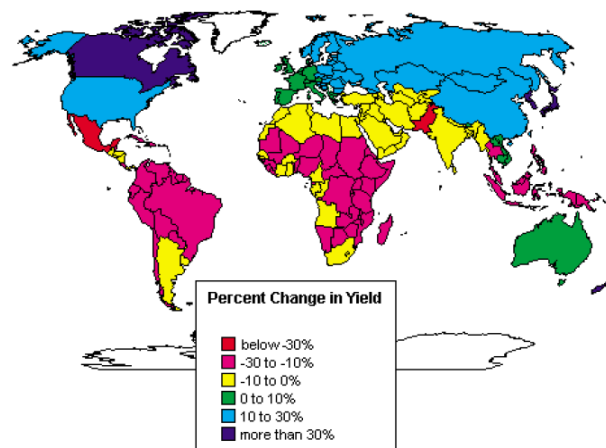 Percent Change in Yield
below -30%
-30 to -10%
-10 to 0%
0 to 10%
10 to 30%
more than 30%